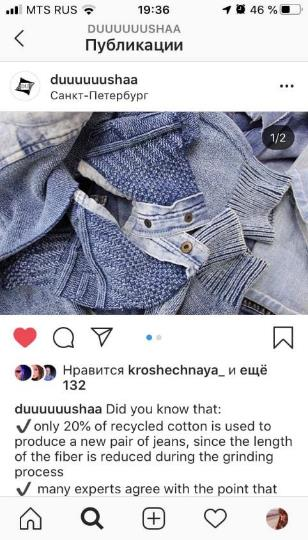 MTS RUS 19:36 46 %
DUUUUUUSHAA
Публикации
duuuuuushaa
Санкт-Петербург
1/2
Нравится kroshechnaya_ и ещё
132
duuuuuushaa Did you know that:
✔️only 20% of recycled cotton is used to
produce a new pair of jeans, since the length
of the fiber is reduced during the grinding
process
✔️ many experts agree with the point that